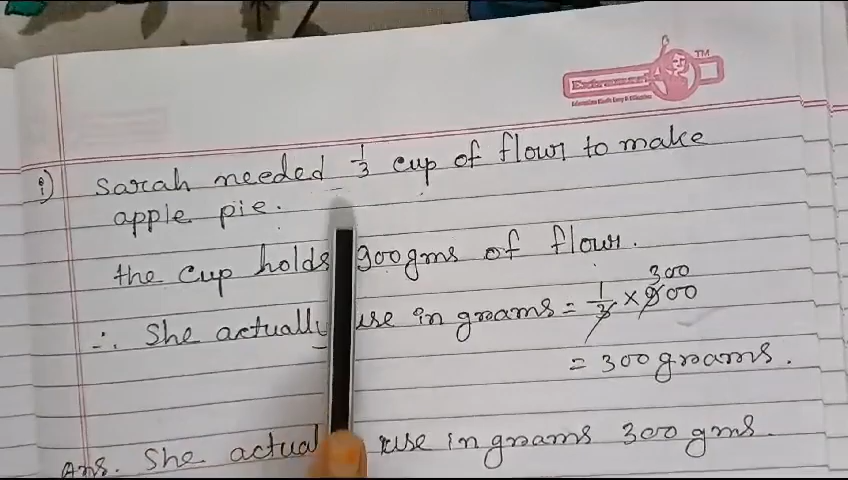 i) Sarah needed 1/3 cup of flour to make
apple pie.
the cup holds 900gms of flour.
∴ She actually use in grams = 1/3 × 900 300
= 300 grams.
Ans. She actual use in grams 300 gms.
TM